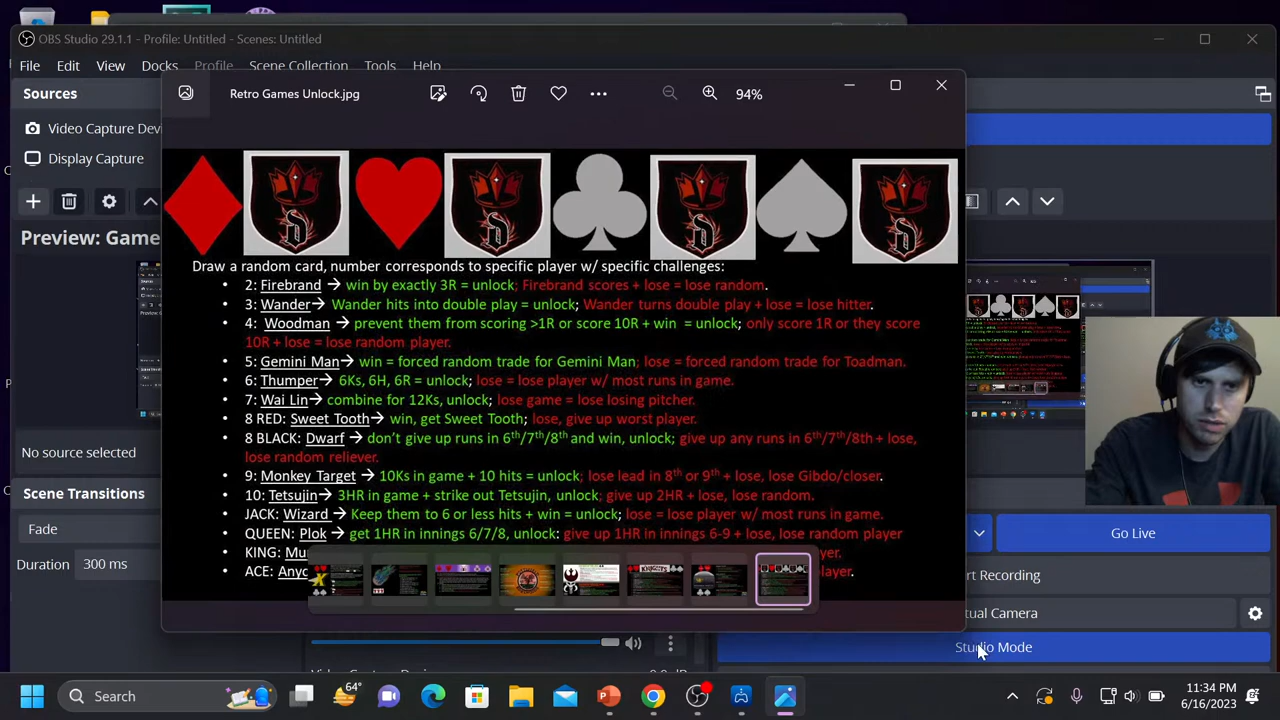 OBS Studio 29.1.1 - Profile: Untitled - Scenes: Untitled
File Edit View Docks Profile Scene Collection Tools Help
Sources
Retro Games Unlock.jpg
94%
Video Capture Devi
Display Capture
Preview: Game
Draw a random card, number corresponds to specific player w/ specific challenges:
• 2: Firebrand → win by exactly 3R = unlock; Firebrand scores + lose = lose random.
• 3: Wander→ Wander hits into double play = unlock; Wander turns double play + lose = lose hitter.
• 4: Woodman → prevent them from scoring >1R or score 10R + win = unlock: only score 1R or they score
10R + lose = lose random player.
• 5: Gemini Man→ win = forced random trade for Gemini Man; lose = forced random trade for Toadman.
• 6: Thumper→ 6Ks, 6H, 6R = unlock; lose = lose player w/ most runs in game.
• 7: Wai Lin→ combine for 12Ks, unlock; lose game = lose losing pitcher.
• 8 RED: Sweet Tooth→ win, get Sweet Tooth; lose, give up worst player.
• 8 BLACK: Dwarf → don’t give up runs in 6th/7th/8th and win, unlock; give up any runs in 6th/7th/8th + lose,
lose random reliever.
• 9: Monkey Target → 10Ks in game + 10 hits = unlock; lose lead in 8th or 9th + lose, lose Gibdo/closer.
• 10: Tetsujin→ 3HR in game + strike out Tetsujin, unlock; give up 2HR + lose, lose random.
• JACK: Wizard → Keep them to 6 or less hits + win = unlock; lose = lose player w/ most runs in game.
• QUEEN: Plok → get 1HR in innings 6/7/8, unlock: give up 1HR in innings 6-9 + lose, lose random player
• KING: Mu
• ACE: Anyc
No source selected
Scene Transitions
Fade
Duration 300 m
Go Live
rt Recording
tual Camera
Studio Mode
Search
64°
11:34 PM
6/16/2023